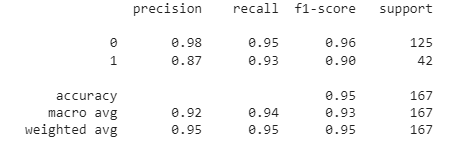 precision recall f1-score support
0 0.98 0.95 0.96 125
1 0.87 0.93 0.90 42
accuracy 0.95 167
macro avg 0.92 0.94 0.93 167
weighted avg 0.95 0.95 0.95 167